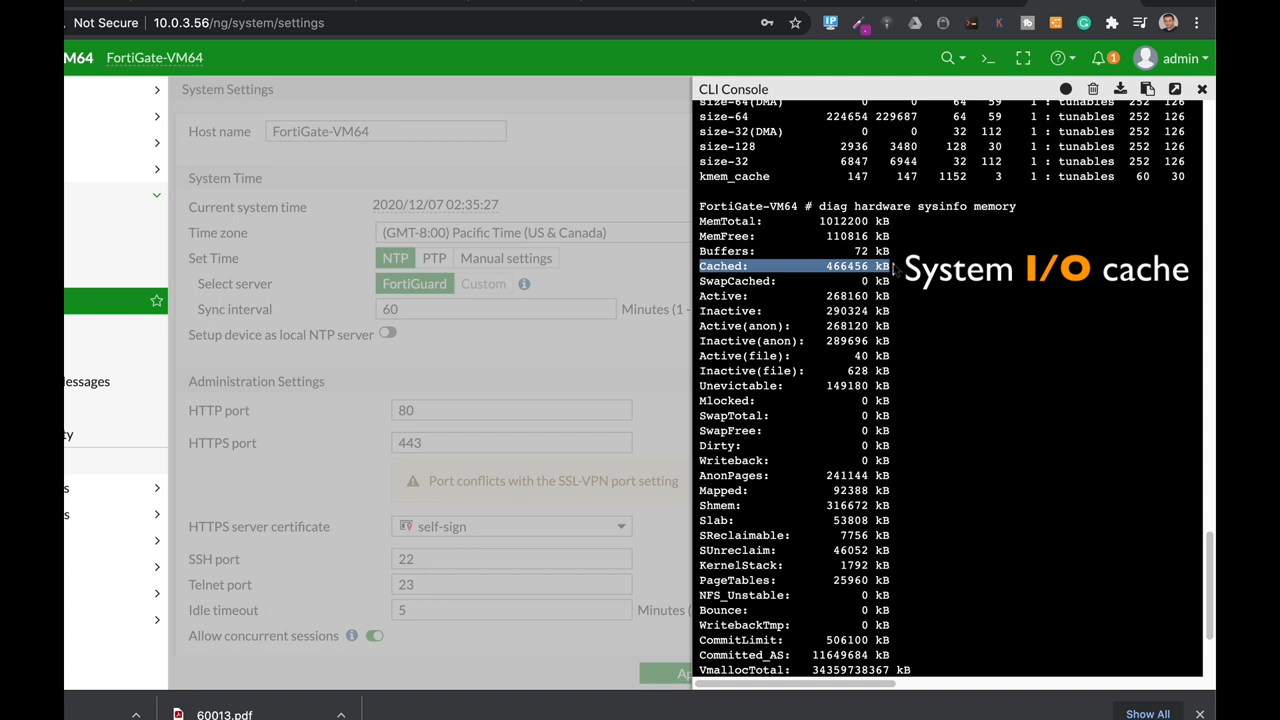 Not Secure 10.0.3.56/ng/system/settings
M64 FortiGate-VM64 admin
1
System Settings
Host name FortiGate-VM64
System Time
Current system time 2020/12/07 02:35:27
Time zone (GMT-8:00) Pacific Time (US & Canada)
Set Time NTP PTP Manual settings
Select server FortiGuard Custom
Sync interval 60 Minutes (1 -
Setup device as local NTP server
essages
Administration Settings
HTTP port 80
ty
HTTPS port 443
Port conflicts with the SSL-VPN port setting
s
s
HTTPS server certificate self-sign
SSH port 22
Telnet port 23
Idle timeout 5 Minutes (
Allow concurrent sessions
Ap
CLI Console
size-64(DMA) 0 0 64 59 1 : tunables 252 126
size-64 224654 229687 64 59 1 : tunables 252 126
size-32(DMA) 0 0 32 112 1 : tunables 252 126
size-128 2936 3480 128 30 1 : tunables 252 126
size-32 6847 6944 32 112 1 : tunables 252 126
kmem_cache 147 147 1152 3 1 : tunables 60 30
FortiGate-VM64 # diag hardware sysinfo memory
MemTotal: 1012200 kB
MemFree: 110816 kB
Buffers: 72 kB
Cached: 466456 kB
System I/O cache
SwapCached: 0 kB
Active: 268160 kB
Inactive: 290324 kB
Active(anon): 268120 kB
Inactive(anon): 289696 kB
Active(file): 40 kB
Inactive(file): 628 kB
Unevictable: 149180 kB
Mlocked: 0 kB
SwapTotal: 0 kB
SwapFree: 0 kB
Dirty: 0 kB
Writeback: 0 kB
AnonPages: 241144 kB
Mapped: 92388 kB
Shmem: 316672 kB
Slab: 53808 kB
SReclaimable: 7756 kB
SUnreclaim: 46052 kB
KernelStack: 1792 kB
PageTables: 25960 kB
NFS_Unstable: 0 kB
Bounce: 0 kB
WritebackTmp: 0 kB
CommitLimit: 506100 kB
Committed_AS: 11649684 kB
VmallocTotal: 34359738367 kB
60013.pdf
Show All